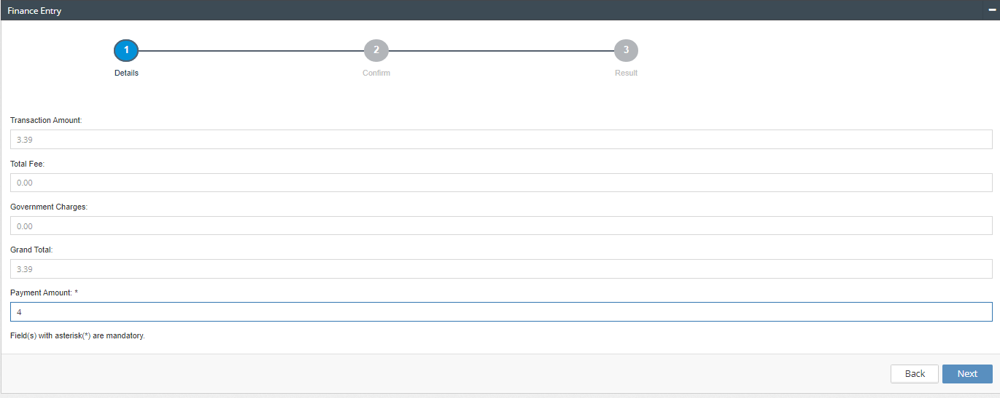 Finance Entry
1
2
3
Details
Confirm
Result
Transaction Amount:
3.39
Total Fee:
0.00
Government Charges:
0.00
Grand Total:
3.39
Payment Amount: *
4
Field(s) with asterisk(*) are mandatory.
Back
Next